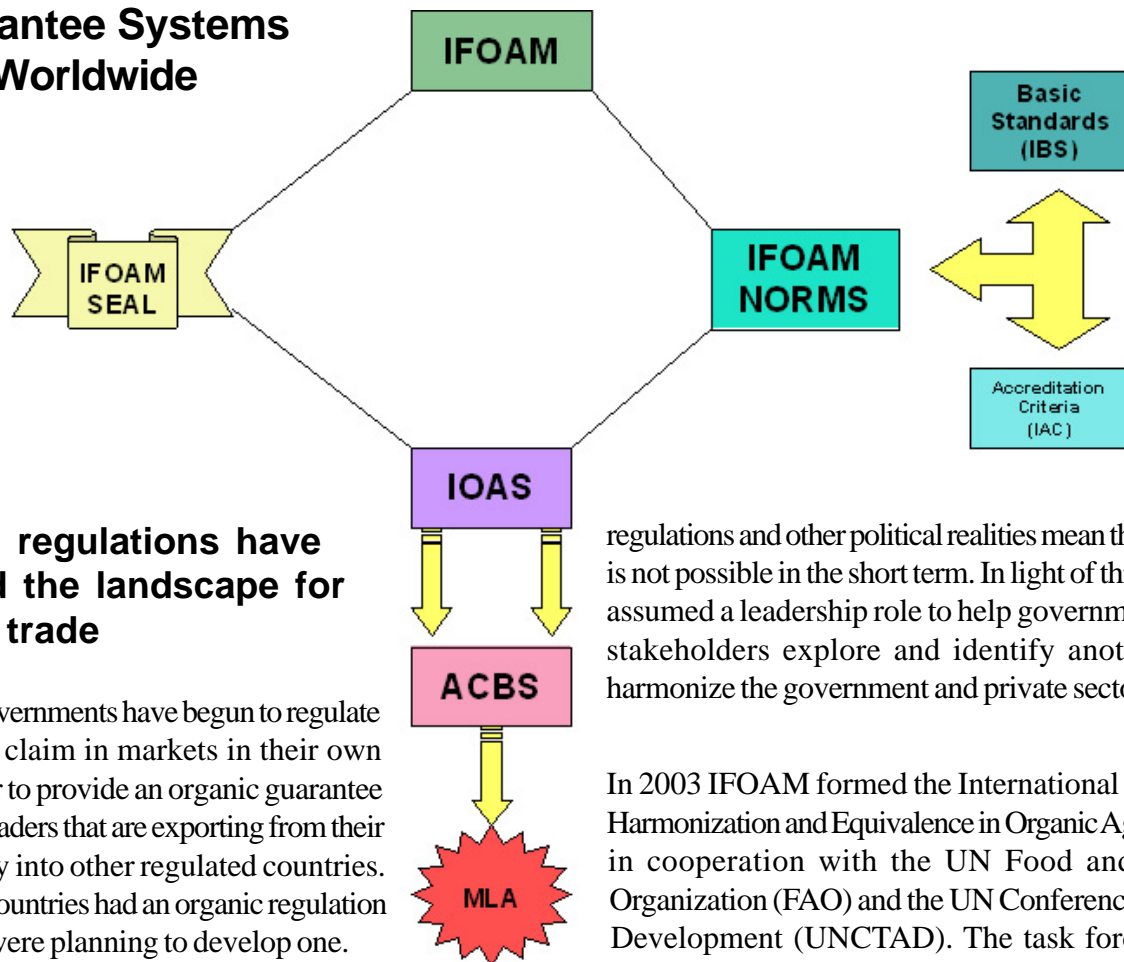 antee Systems
Worldwide
IFOAM
Basic
Standards
(IBS)
IFOAM
SEAL
IFOAM
NORMS
Accreditation
Criteria
(IAC)
IOAS
ACBS
MLA
regulations have
the landscape for
trade
vernments have begun to regulate
claim in markets in their own
r to provide an organic guarantee
aders that are exporting from their
y into other regulated countries.
ountries had an organic regulation
were planning to develop one.
regulations and other political realities mean th
is not possible in the short term. In light of thi
assumed a leadership role to help governm
stakeholders explore and identify anot
harmonize the government and private secto
In 2003 IFOAM formed the International
Harmonization and Equivalence in Organic Ag
in cooperation with the UN Food and
Organization (FAO) and the UN Conference
Development (UNCTAD). The task forc